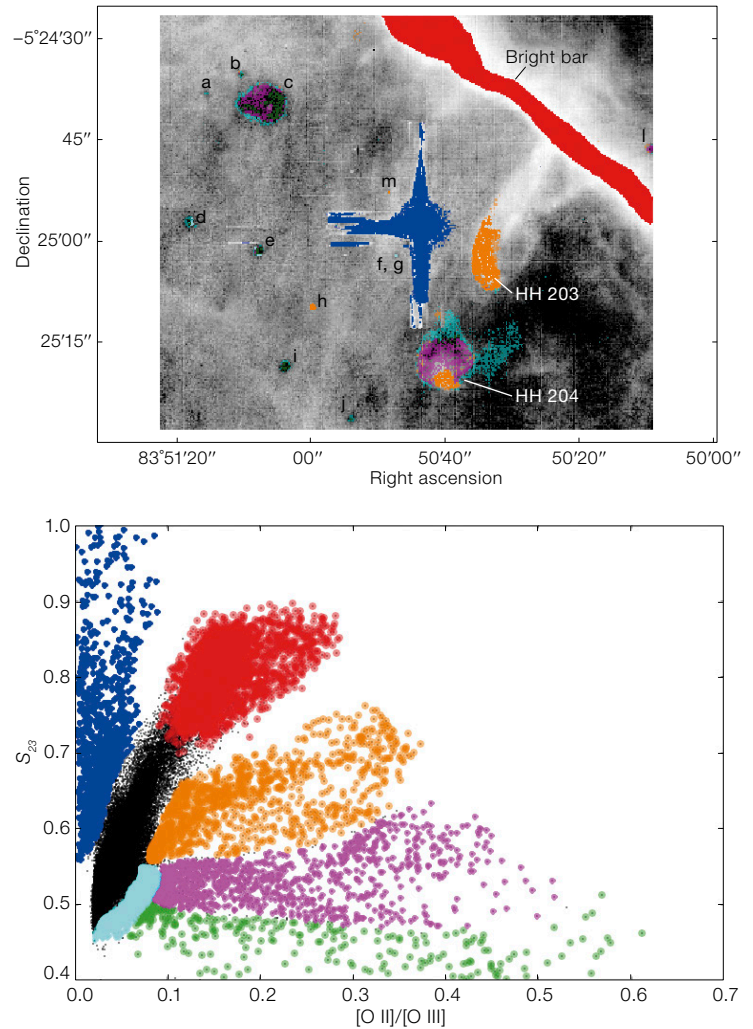 −5°24′30″
45″
25′00″
25′15″
Declination
Bright bar
a
b
c
l
l
m
d
e
f, g
HH 203
h
i
HH 204
j
83°51′20″
00″
50′40″
50′20″
50′00″
Right ascension
1.0
0.9
0.8
0.7
0.6
0.5
0.4
S23
0.0
0.1
0.2
0.3
0.4
0.5
0.6
0.7
[O II]/[O III]